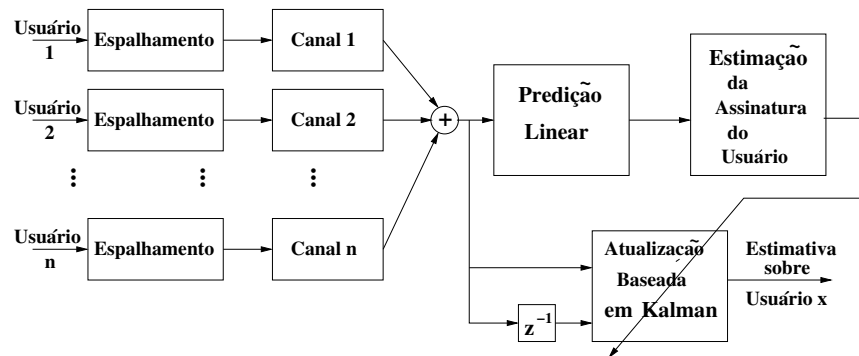 Usuário
1
Espalhamento
Canal 1
Usuário
2
Espalhamento
Canal 2
Usuário
n
Espalhamento
Canal n
+
Predição
Linear
Estimação
da
Assinatura
do
Usuário
z⁻¹
Atualização
Baseada
em Kalman
Estimativa
sobre
Usuário x